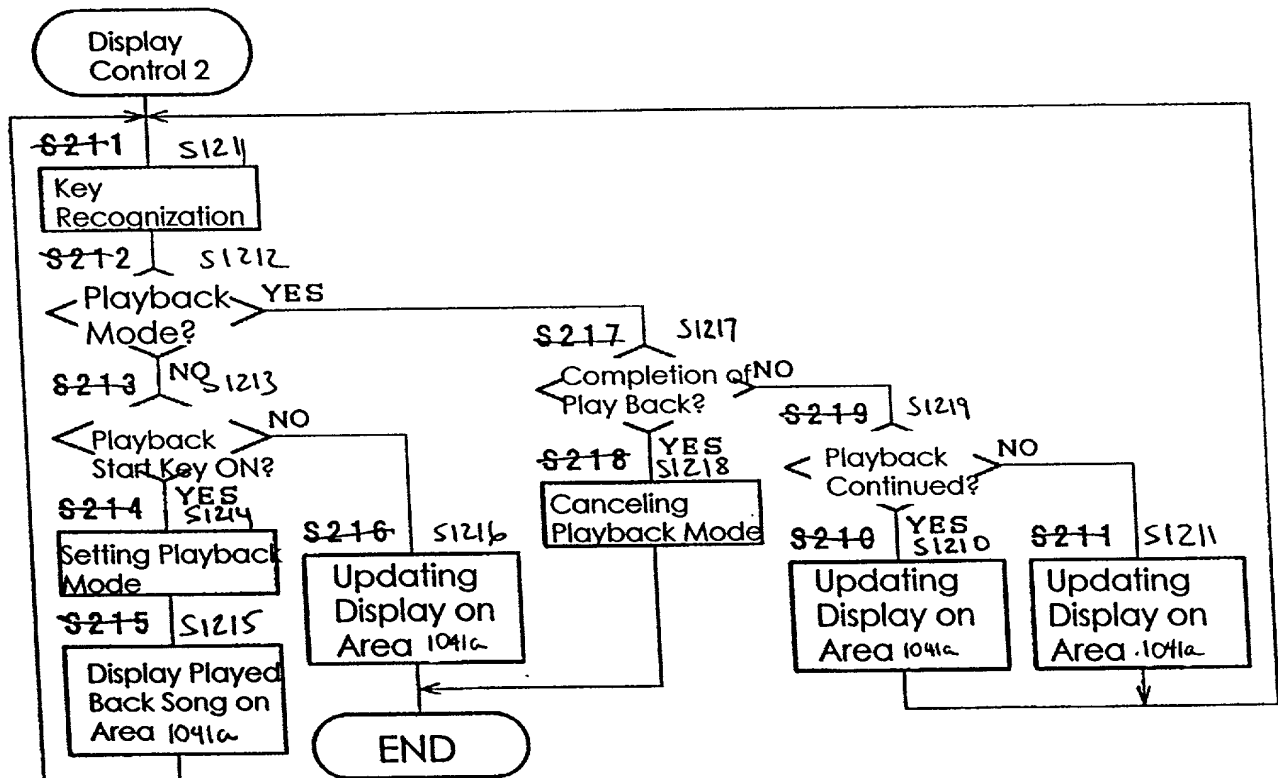 Display
Control 2
S211 S1211
Key
Recognization
S212 S1212
Playback
Mode?
YES
NO
S213 S1213
Playback
Start Key ON?
NO
YES
S214 S1214
Setting Playback
Mode
S215 S1215
Display Played
Back Song on
Area 1041a
S216 S1216
Updating
Display on
Area 1041a
END
S217 S1217
Completion of
Play Back?
NO
YES
S218 S1218
Canceling
Playback Mode
S219 S1219
Playback
Continued?
NO
YES
S210 S1210
Updating
Display on
Area 1041a
S211 S1211
Updating
Display on
Area .1041a